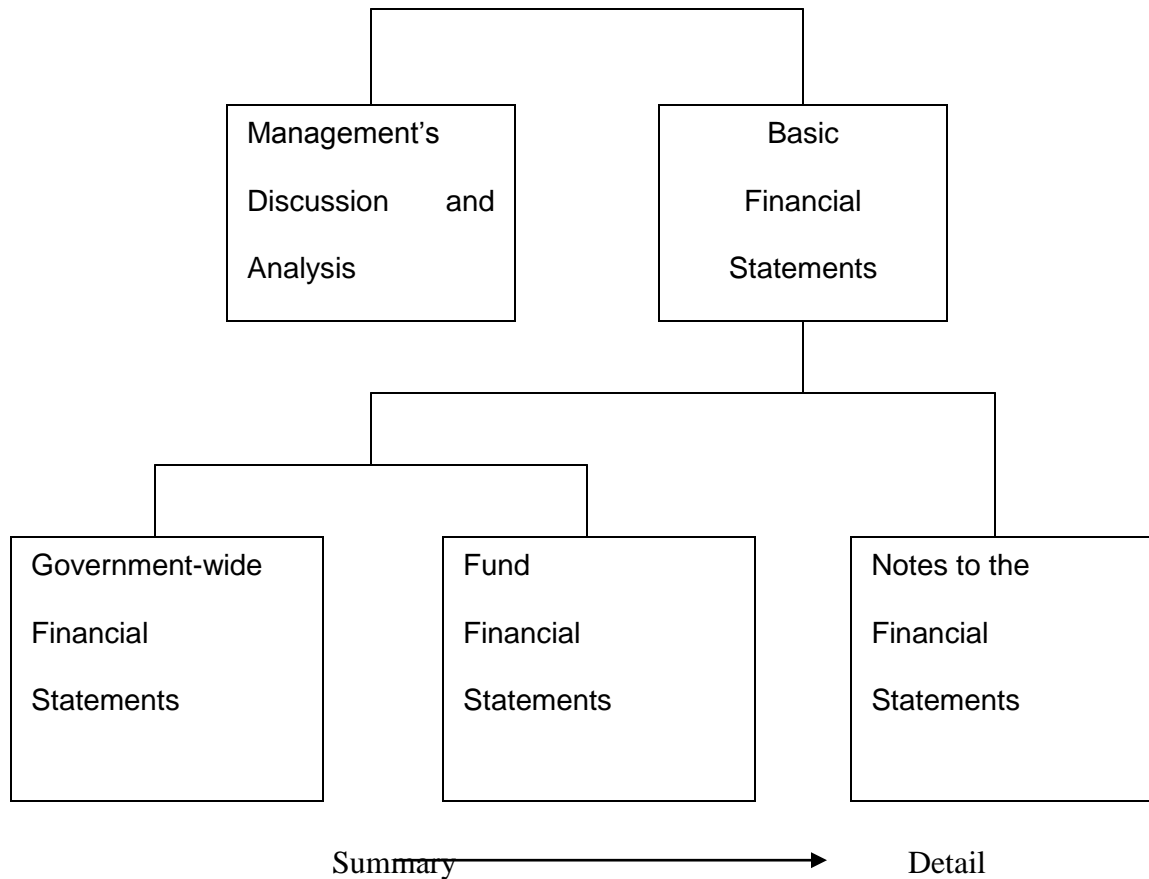 Management’s
Discussion and
Analysis
Basic
Financial
Statements
Government-wide
Financial
Statements
Fund
Financial
Statements
Notes to the
Financial
Statements
Summary Detail